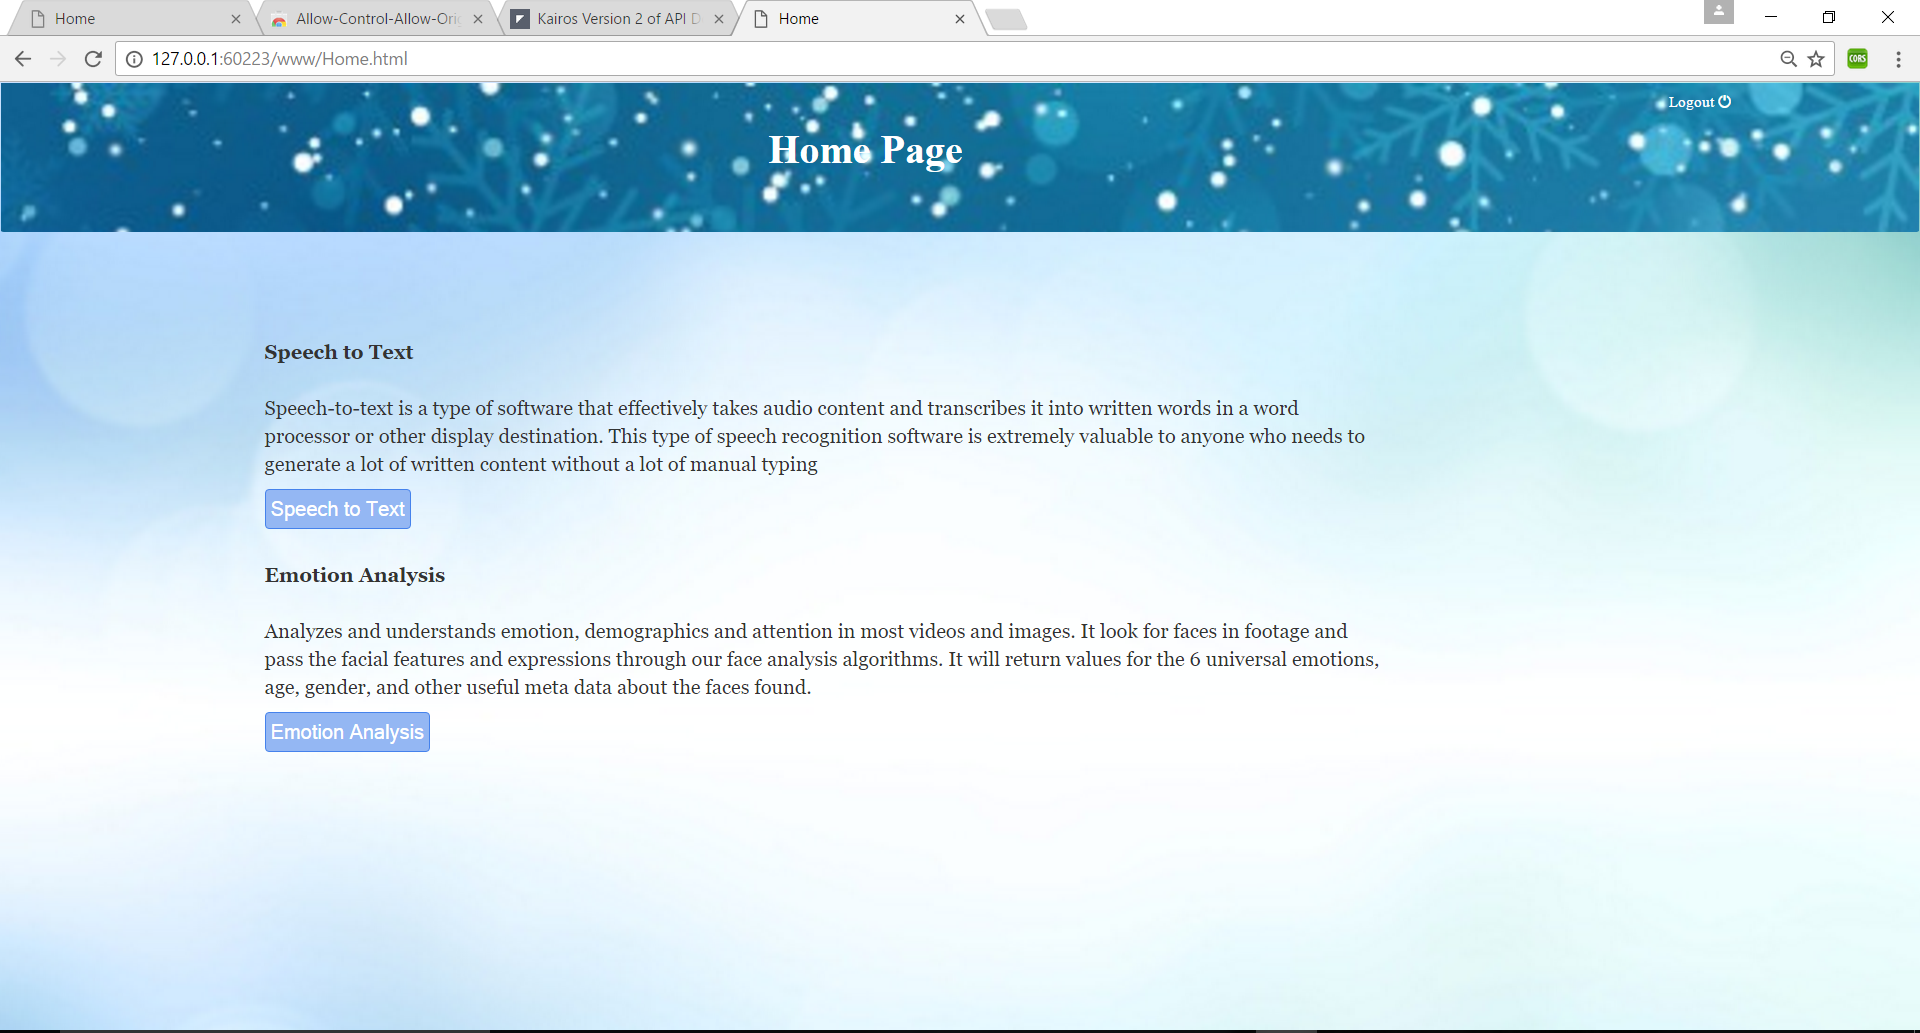 Home
Allow-Control-Allow-Ori
Kairos Version 2 of API D
Home
127.0.0.1:60223/www/Home.html
CORS
Logout
Home Page
Speech to Text
Speech-to-text is a type of software that effectively takes audio content and transcribes it into written words in a word
processor or other display destination. This type of speech recognition software is extremely valuable to anyone who needs to
generate a lot of written content without a lot of manual typing
Speech to Text
Emotion Analysis
Analyzes and understands emotion, demographics and attention in most videos and images. It look for faces in footage and
pass the facial features and expressions through our face analysis algorithms. It will return values for the 6 universal emotions,
age, gender, and other useful meta data about the faces found.
Emotion Analysis